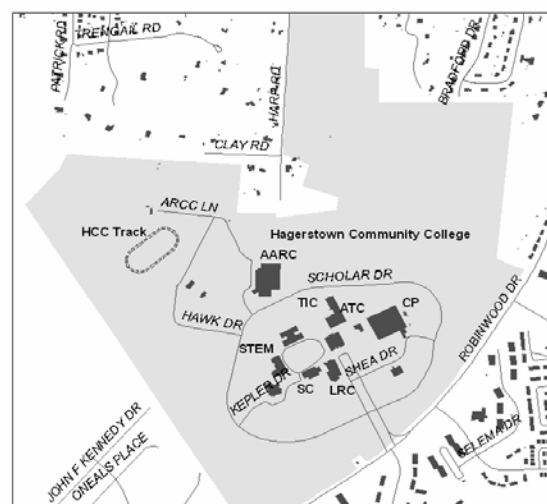 RENGAIL RD
PATRICK RD
BRADFORD DR
HARP RD
CLAY RD
ARCC LN
HCC Track
Hagerstown Community College
AARC
SCHOLAR DR
TIC
ATC
CP
HAWK DR
ROBINWOOD DR
STEM
SHEA DR
KEPLER DR
SC
LRC
SELEMA DR
JOHN F KENNEDY DR
ONEALS PLACE